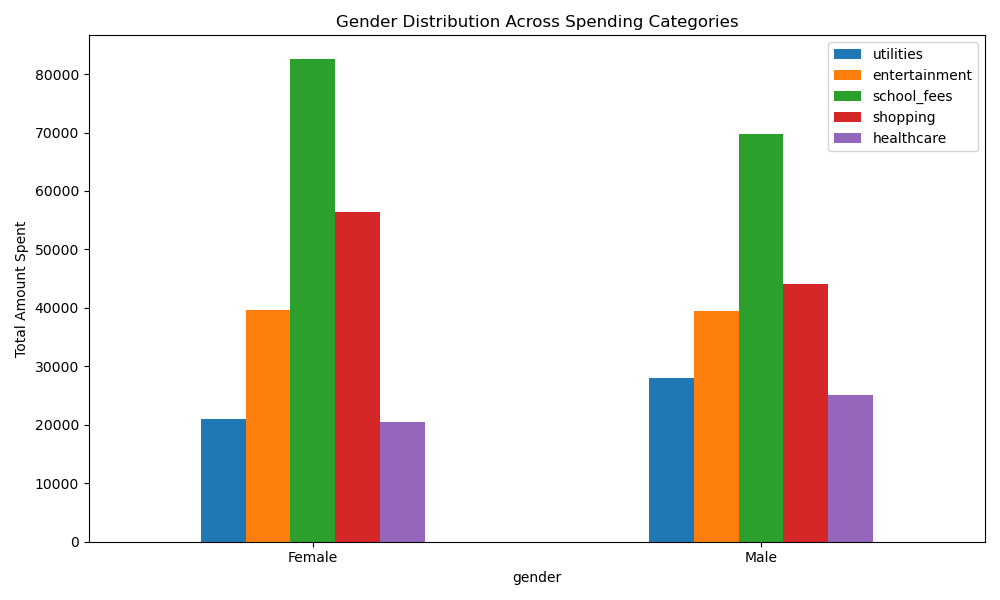 Gender Distribution Across Spending Categories
utilities
entertainment
school_fees
shopping
healthcare
Total Amount Spent
80000
70000
60000
50000
40000
30000
20000
10000
0
Female
Male
gender